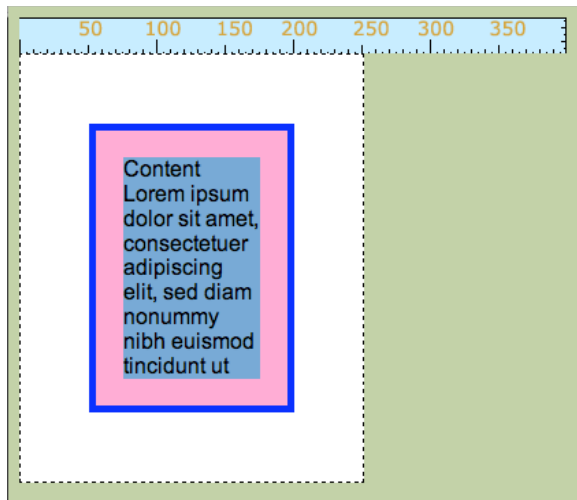 50 100 150 200 250 300 350
Content
Lorem ipsum
dolor sit amet,
consectetuer
adipiscing
elit, sed diam
nonummy
nibh euismod
tincidunt ut